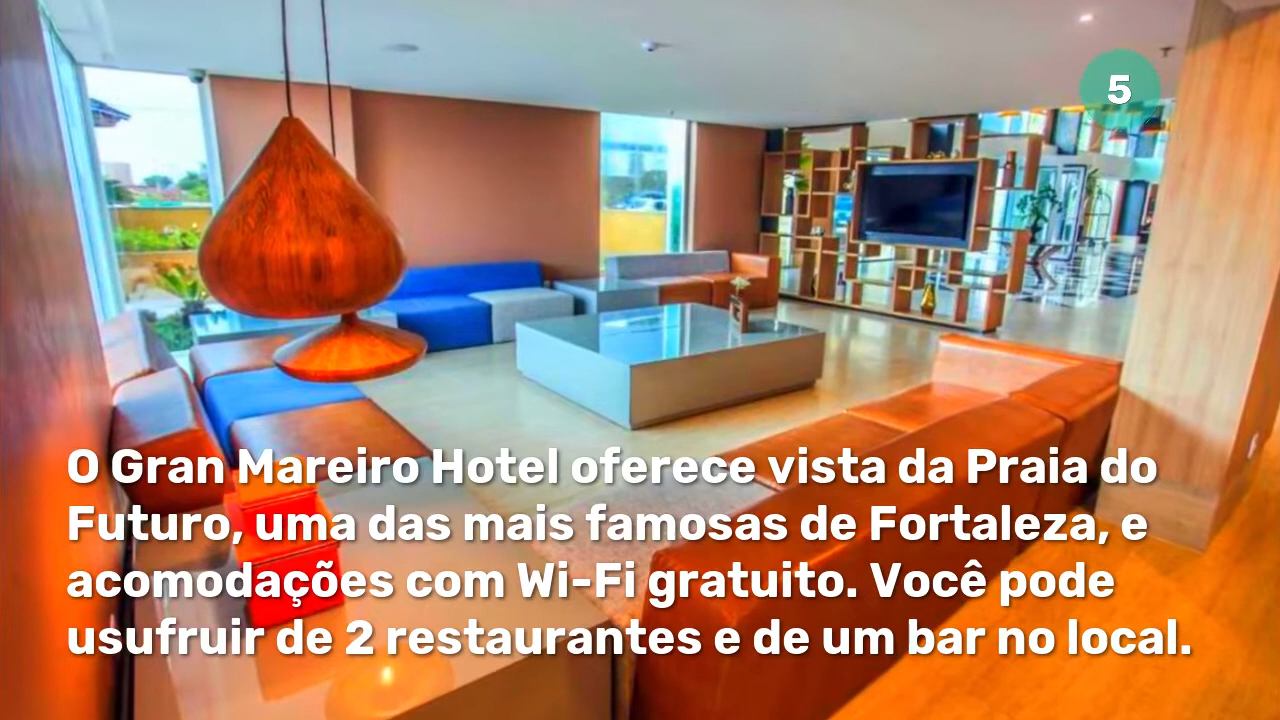 5
O Gran Mareiro Hotel oferece vista da Praia do
Futuro, uma das mais famosas de Fortaleza, e
acomodações com Wi-Fi gratuito. Você pode
usufruir de 2 restaurantes e de um bar no local.